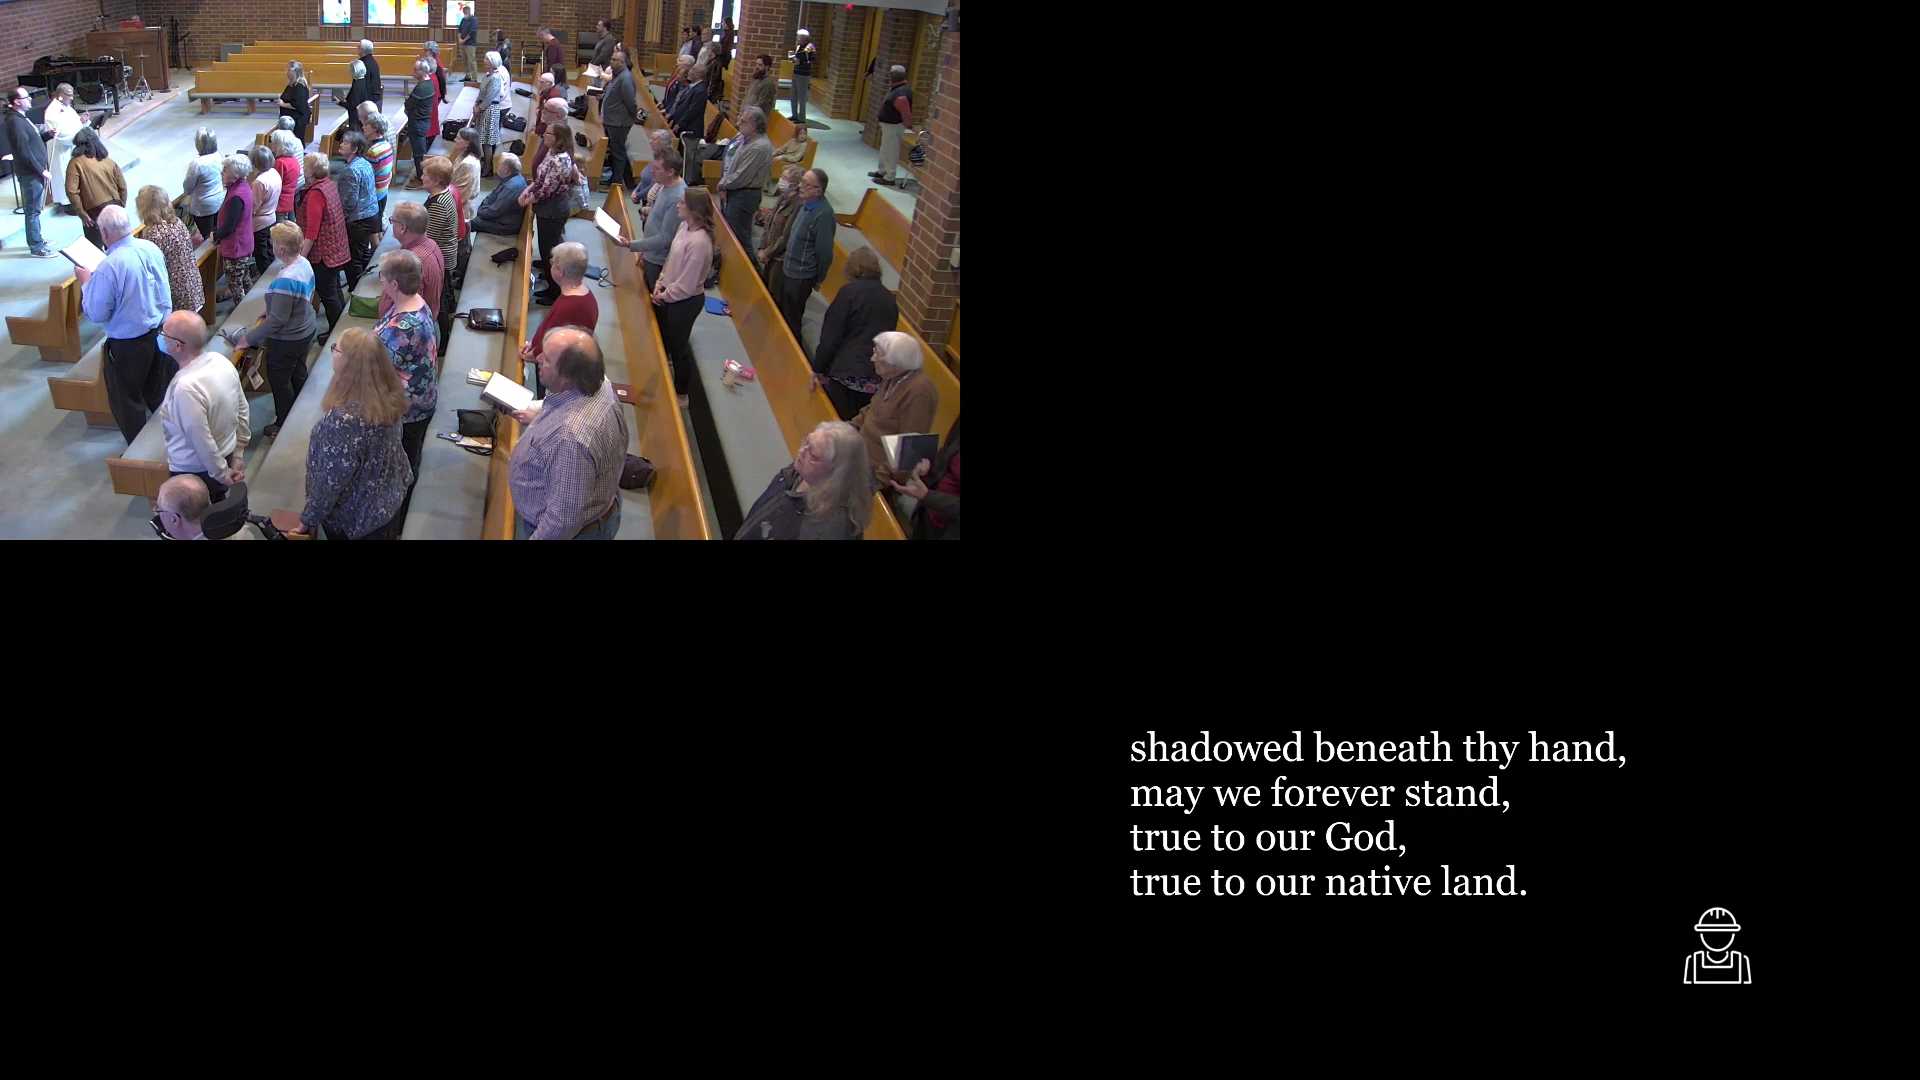 shadowed beneath thy hand,
may we forever stand,
true to our God,
true to our native land.